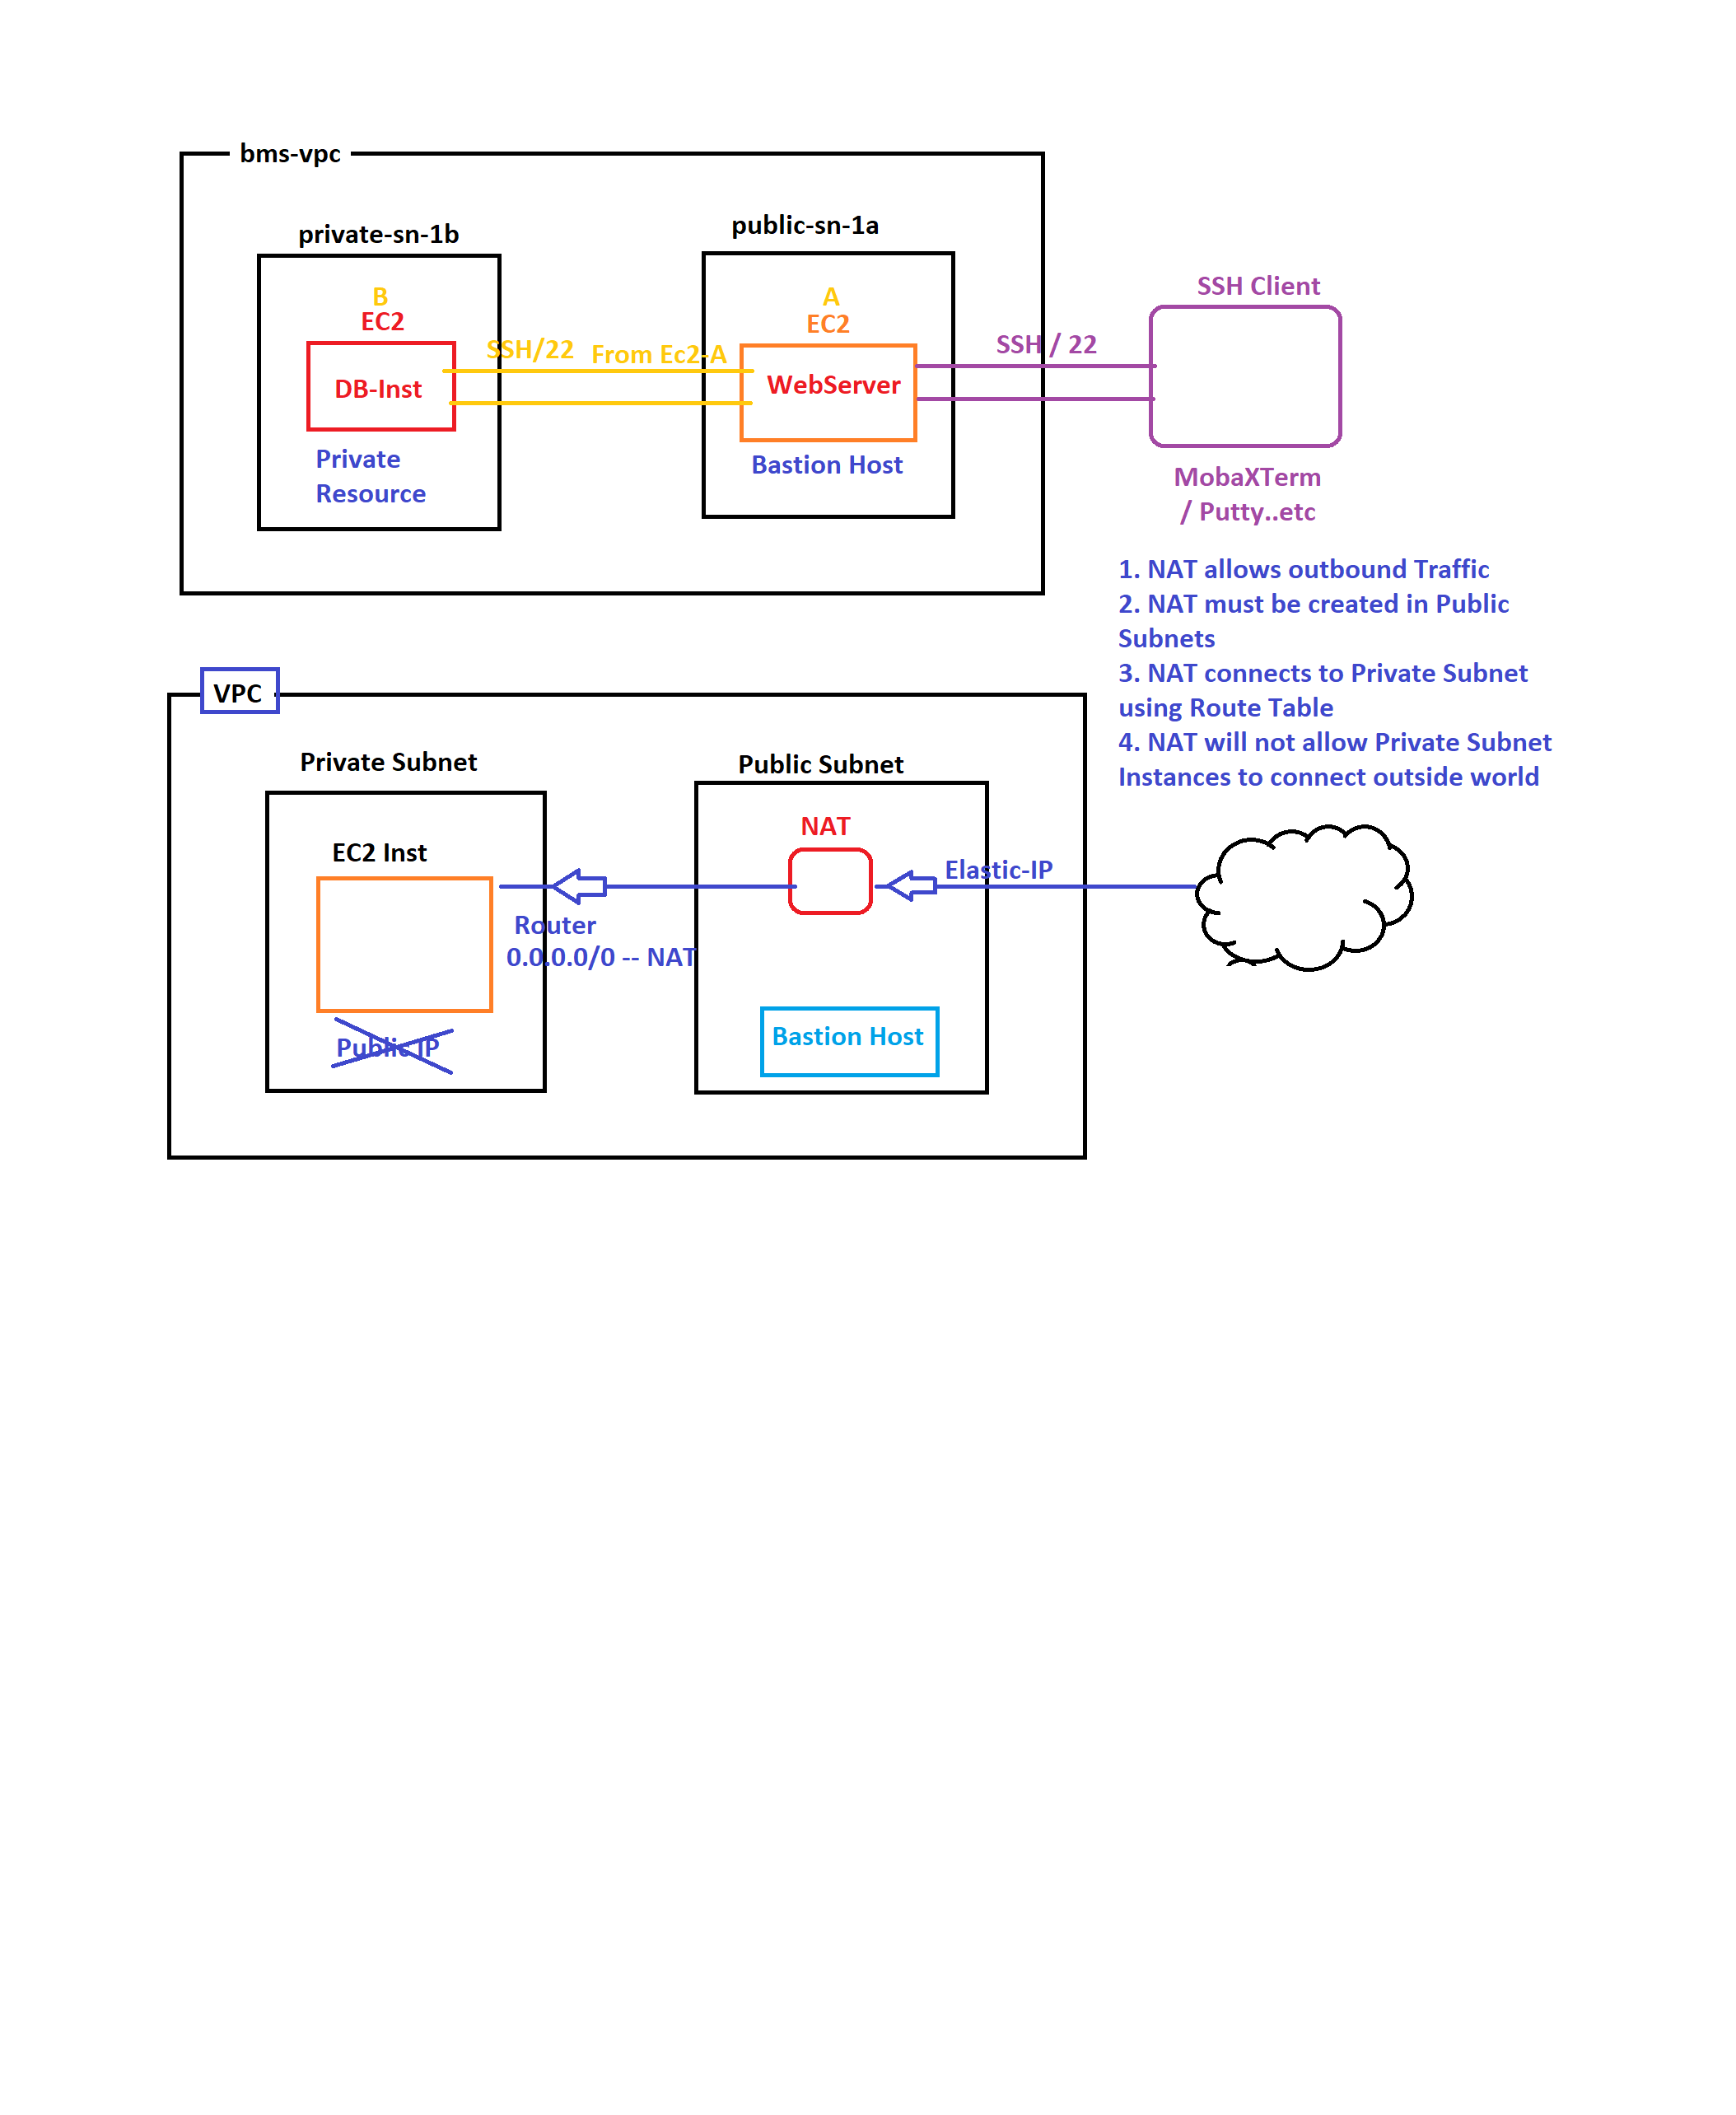 bms-vpc
private-sn-1b
public-sn-1a
B
EC2
DB-Inst
Private
Resource
SSH/22
From Ec2-A
A
EC2
WebServer
Bastion Host
SSH / 22
SSH Client
MobaXTerm
/ Putty..etc
1. NAT allows outbound Traffic
2. NAT must be created in Public
Subnets
3. NAT connects to Private Subnet
using Route Table
4. NAT will not allow Private Subnet
Instances to connect outside world
VPC
Private Subnet
Public Subnet
EC2 Inst
Public IP
Router
0.0.0.0/0 -- NAT
NAT
Elastic-IP
Bastion Host